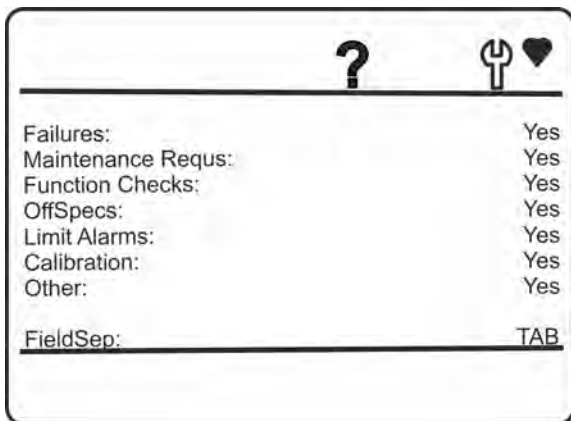 ?
Failures: Yes
Maintenance Requs: Yes
Function Checks: Yes
OffSpecs: Yes
Limit Alarms: Yes
Calibration: Yes
Other: Yes
FieldSep: TAB